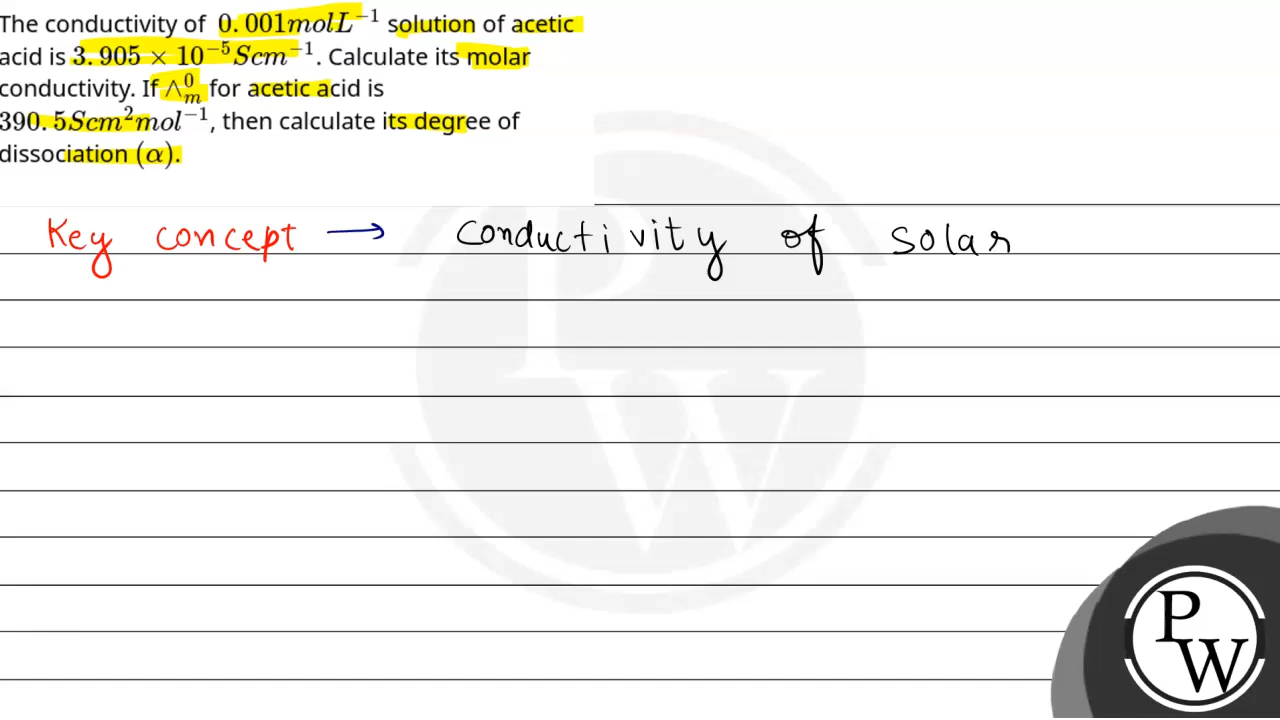 The conductivity of 0.001molL⁻¹ solution of acetic
acid is 3.905 × 10⁻⁵Scm⁻¹. Calculate its molar
conductivity. If ∧⁰ₘ for acetic acid is
390.5Scm²mol⁻¹, then calculate its degree of
dissociation (α).
Key concept → conductivity of solar
P
W
P
W